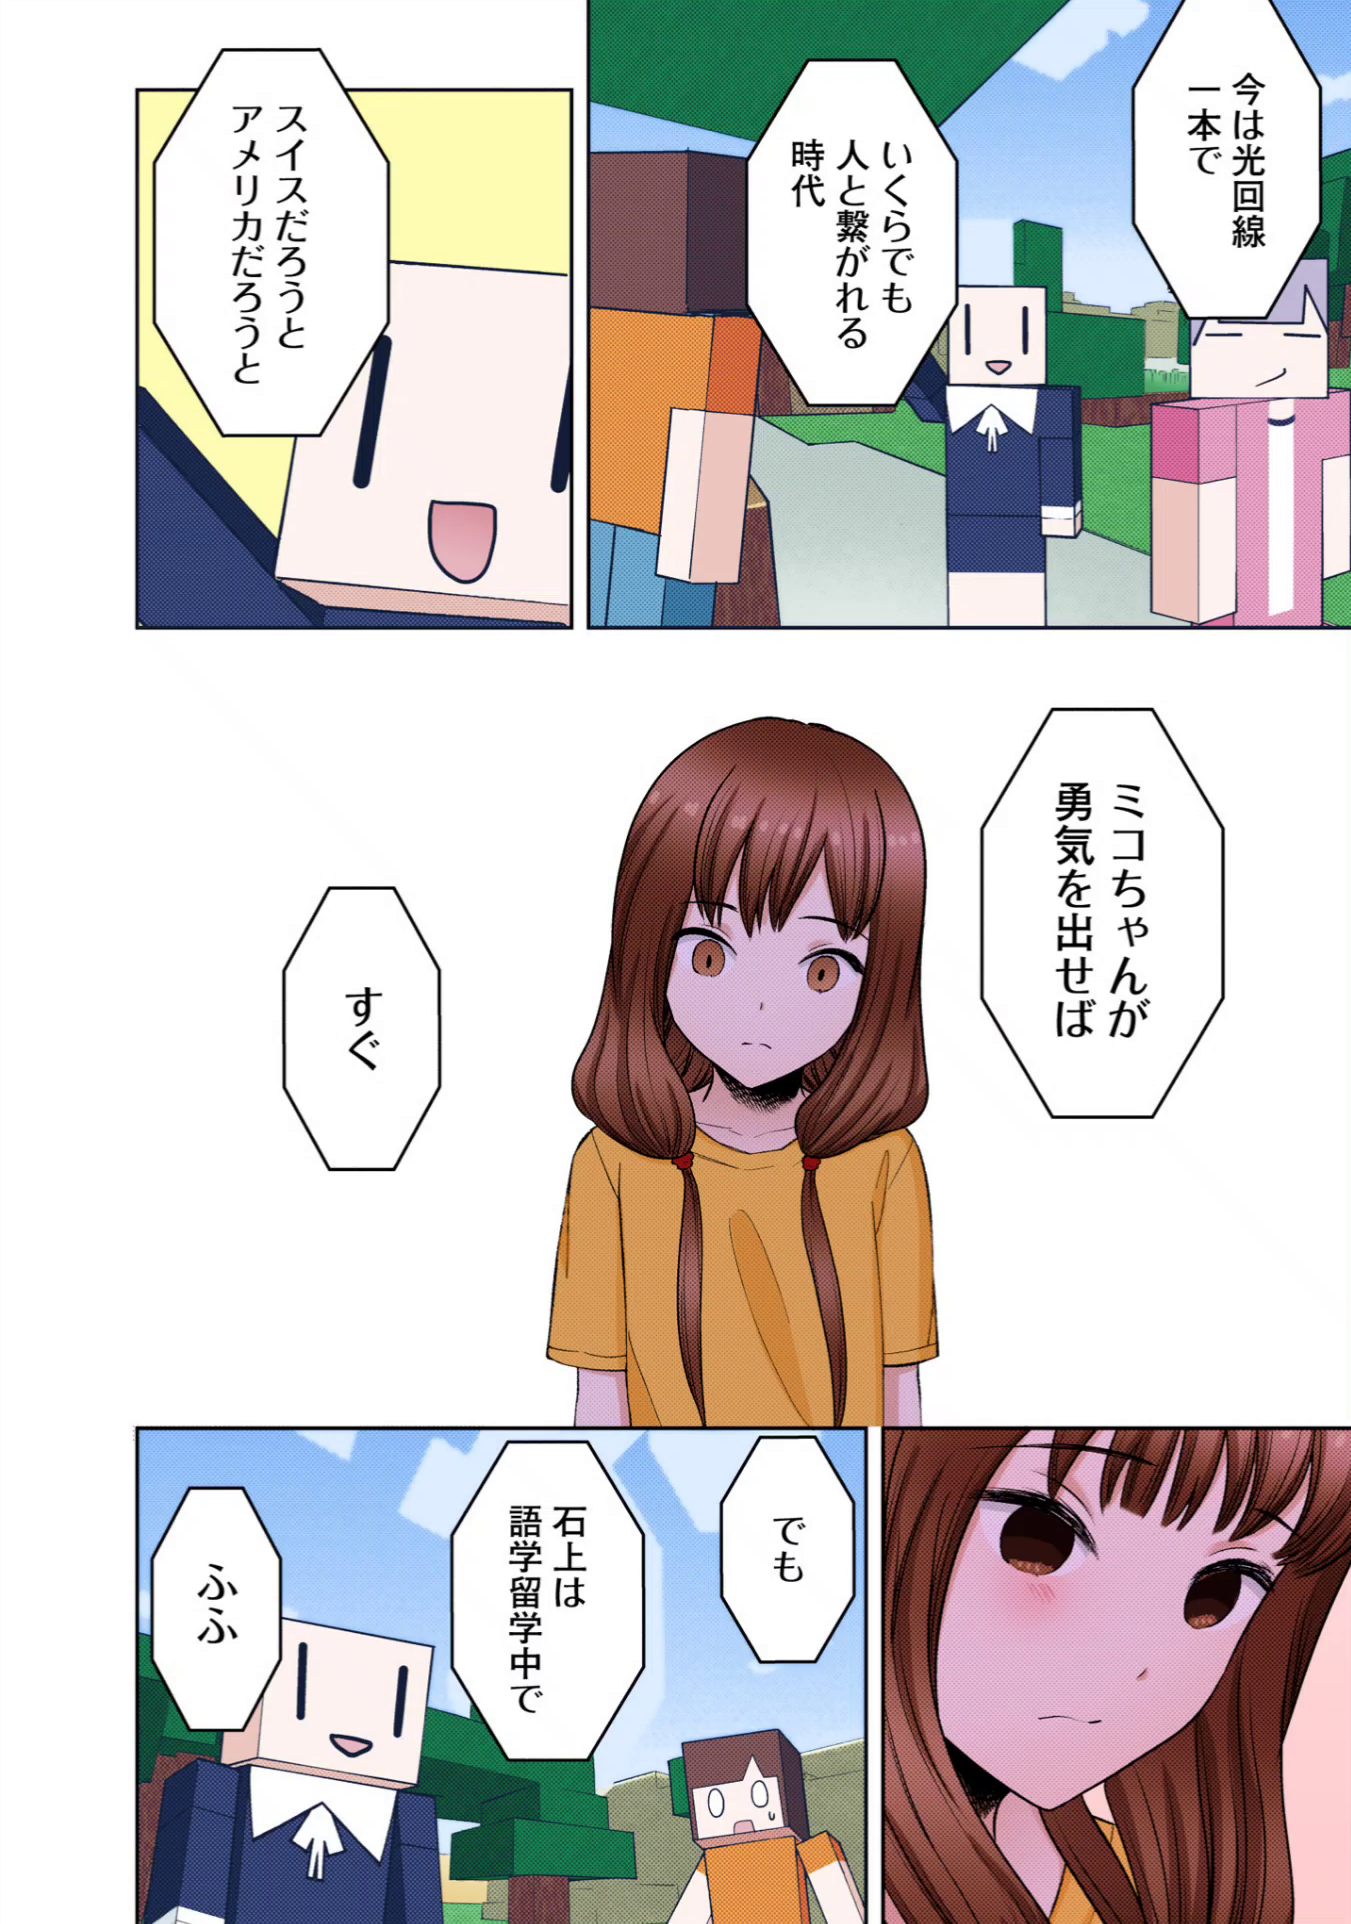 今は光回線
一本で
いくらでも
人と繋がれる
時代
スイスだろうと
アメリカだろうと
ミコちゃんが
勇気を出せば
すぐ
でも
石上は
語学留学中で
ふふ